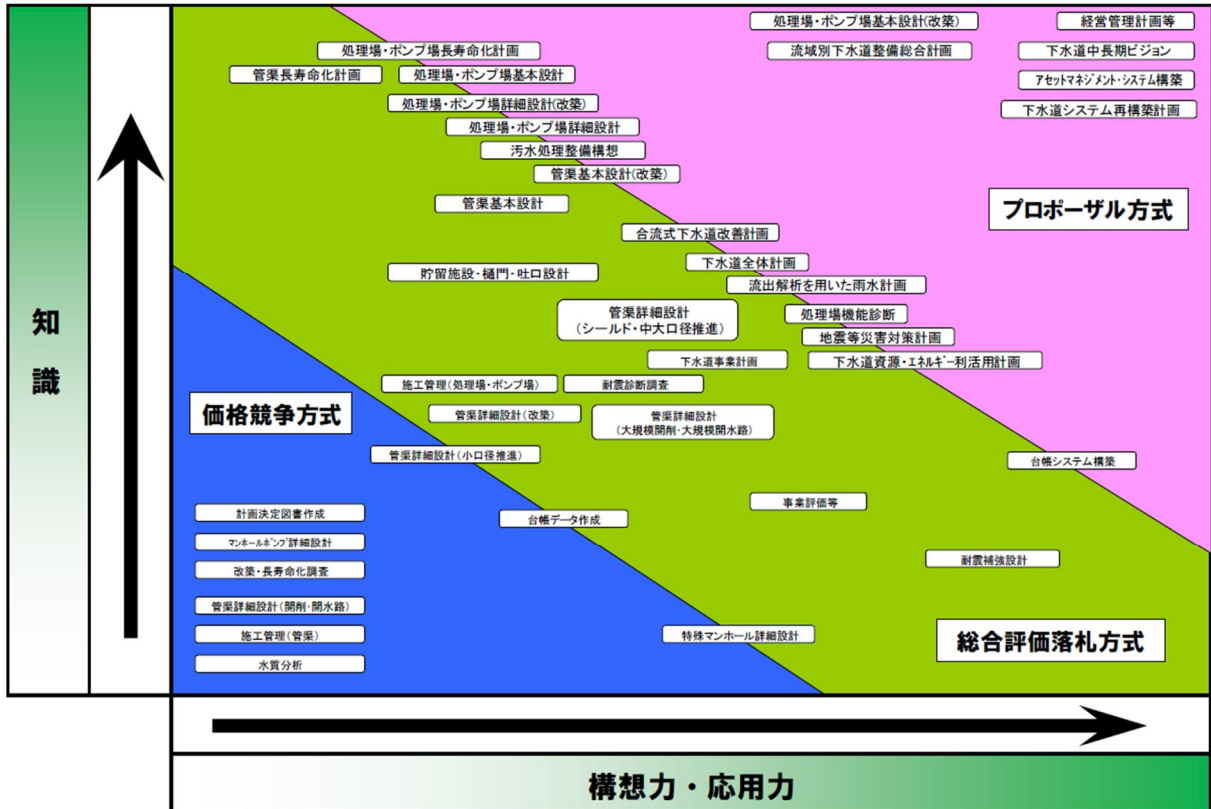 処理場・ポンプ場基本設計(改築)
経営管理計画等
処理場・ポンプ場長寿命化計画
流域別下水道整備総合計画
下水道中長期ビジョン
管渠長寿命化計画
処理場・ポンプ場基本設計
アセットマネジメント・システム構築
処理場・ポンプ場詳細設計(改築)
下水道システム再構築計画
処理場・ポンプ場詳細設計
汚水処理整備構想
管渠基本設計(改築)
管渠基本設計
プロポーザル方式
合流式下水道改善計画
下水道全体計画
貯留施設・樋門・吐口設計
流出解析を用いた雨水計画
管渠詳細設計
(シールド・中大口径推進)
処理場機能診断
知識
地震等災害対策計画
下水道事業計画
下水道資源・エネルギー利活用計画
施工管理(処理場・ポンプ場)
耐震診断調査
価格競争方式
管渠詳細設計(改築)
管渠詳細設計
(大規模開削・大規模開水路)
管渠詳細設計(小口径推進)
台帳システム構築
事業評価等
計画決定図書作成
台帳データ作成
マンホールポンプ詳細設計
耐震補強設計
改築・長寿命化調査
管渠詳細設計(開削・開水路)
施工管理(管渠)
特殊マンホール詳細設計
総合評価落札方式
水質分析
構想力・応用力